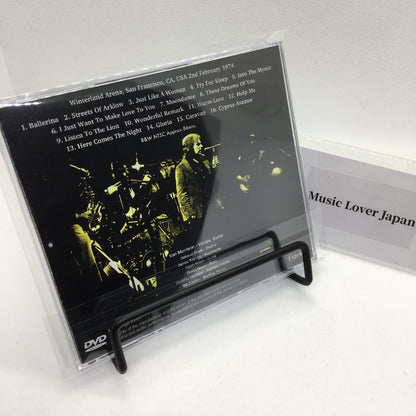 Winterland Arena, San Francisco, CA, USA 2nd February 1974
1. Ballerina 2. Streets Of Arklow 3. Just Like A Woman 4. Try For Sleep 5. Into The Mystic
6. I Just Want To Make Love To You 7. Moondance 8. These Dreams Of You
9. Listen To The Lion 10. Wonderful Remark 11. Warm Love 12. Help Me
13. Here Comes The Night 14. Gloria 15. Caravan 16. Cyprus Avenue
B&W NTSC Approx
Van Morrison - Vocals, Guitar
DVD
Music Lover Japan